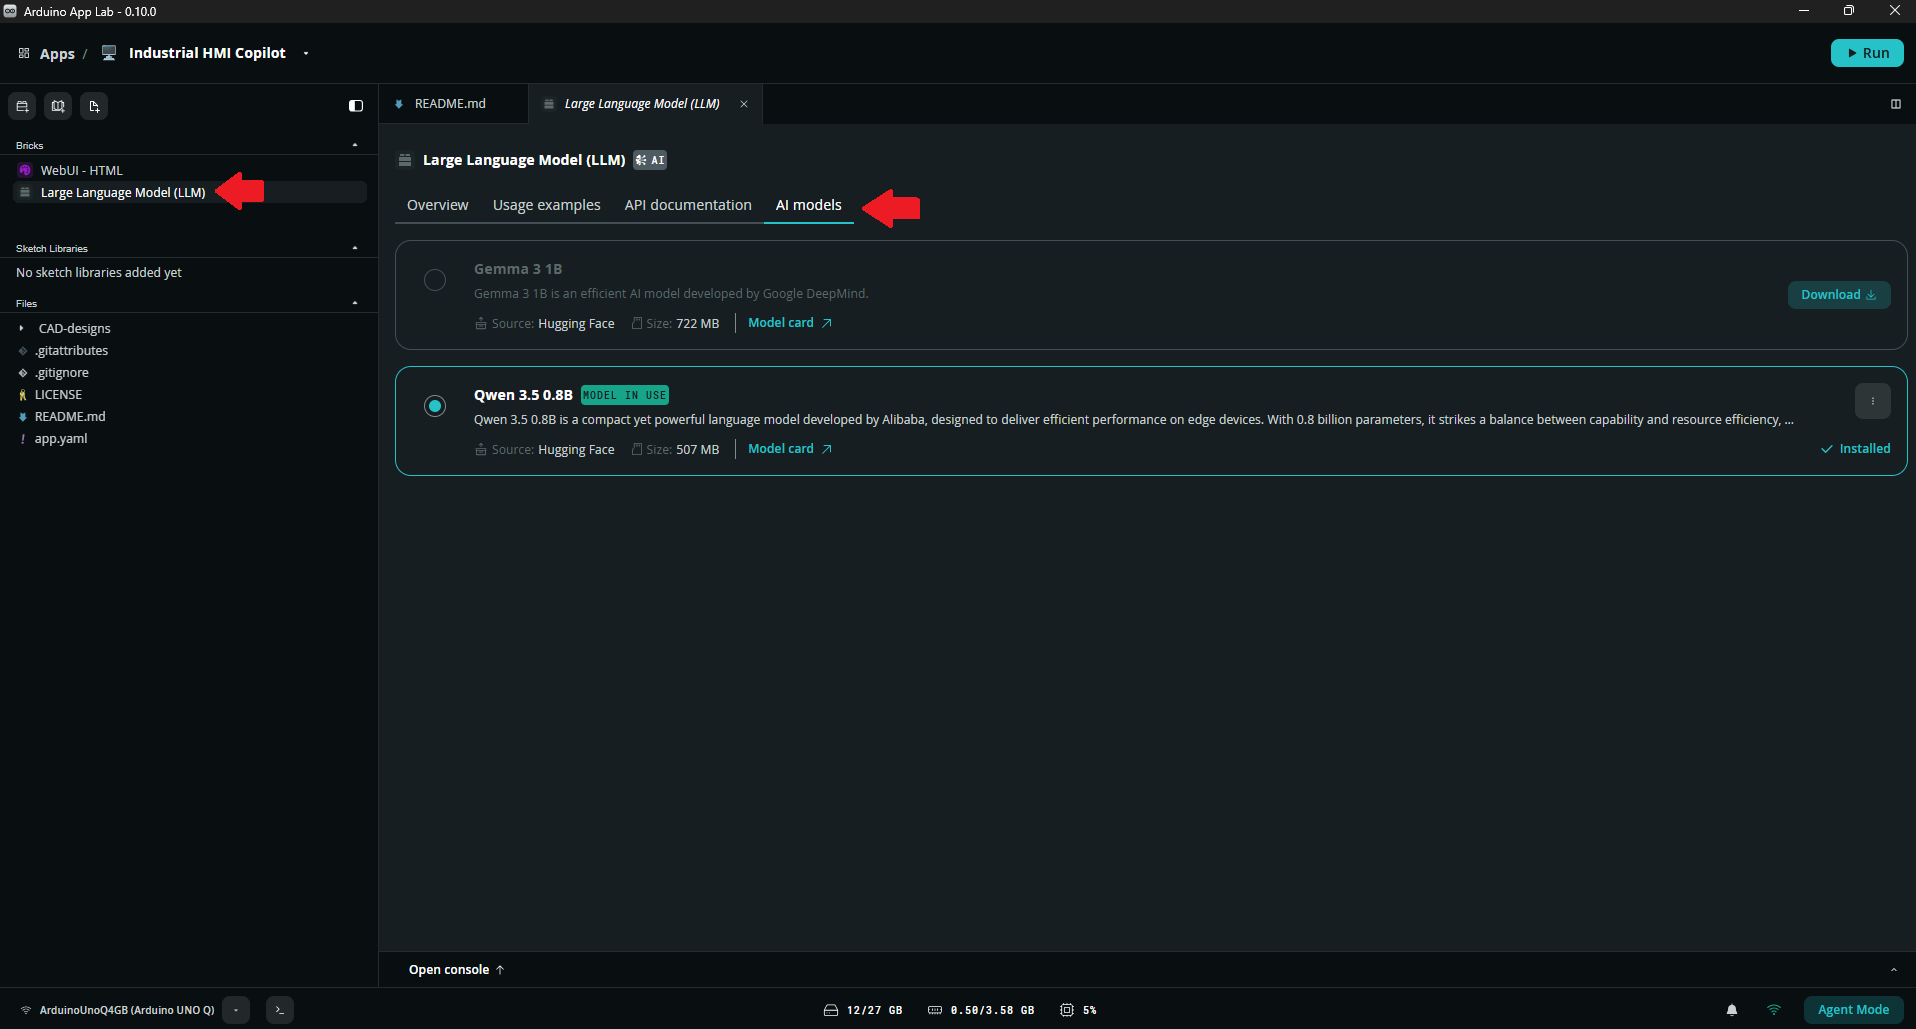 Arduino App Lab - 0.10.0
Apps / Industrial HMI Copilot
Run
README.md
Large Language Model (LLM)
Bricks
WebUI - HTML
Large Language Model (LLM)
Sketch Libraries
No sketch libraries added yet
Files
CAD-designs
.gitattributes
.gitignore
LICENSE
README.md
app.yaml
Large Language Model (LLM) AI
Overview Usage examples API documentation AI models
Gemma 3 1B
Gemma 3 1B is an efficient AI model developed by Google DeepMind.
Source: Hugging Face Size: 722 MB Model card
Download
Qwen 3.5 0.8B MODEL IN USE
Qwen 3.5 0.8B is a compact yet powerful language model developed by Alibaba, designed to deliver efficient performance on edge devices. With 0.8 billion parameters, it strikes a balance between capability and resource efficiency, ...
Source: Hugging Face Size: 507 MB Model card
Installed
Open console
ArduinoUnoQ4GB (Arduino UNO Q)
12/27 GB 0.50/3.58 GB 5%
Agent Mode